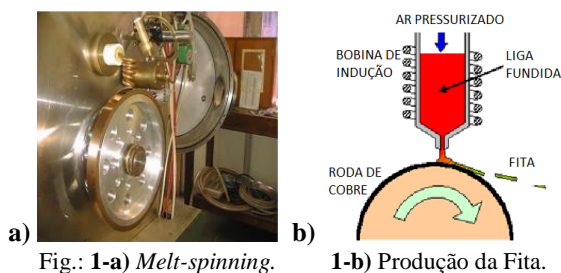 AR PRESSURIZADO
BOBINA DE
INDUÇÃO
LIGA
FUNDIDA
FITA
RODA DE
COBRE
a)
b)
Fig.: 1-a) Melt-spinning.
1-b) Produção da Fita.